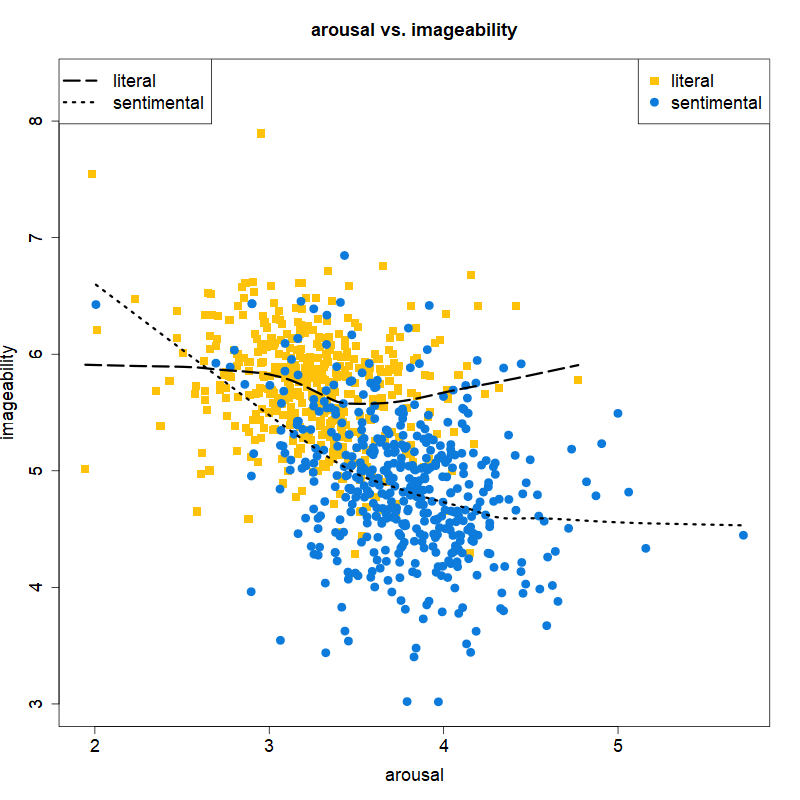 arousal vs. imageability
literal
sentimental
literal
sentimental
8
7
6
5
4
3
imageability
2 3 4 5
arousal